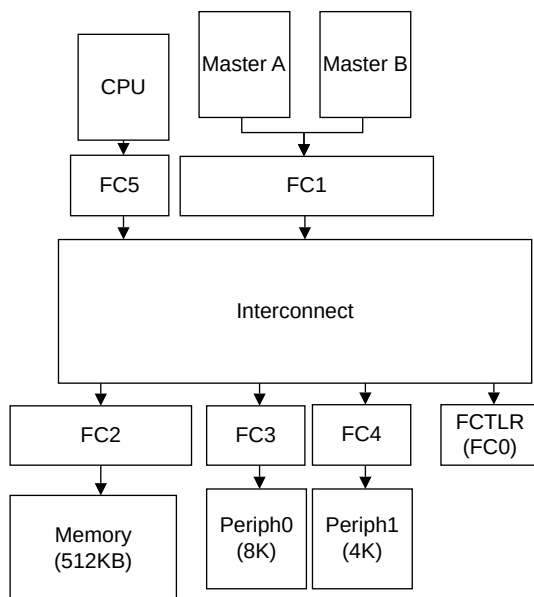 Master A
Master B
CPU
FC5
FC1
Interconnect
FC2
FC3
FC4
FCTLR
(FC0)
Memory
(512KB)
Periph0
(8K)
Periph1
(4K)